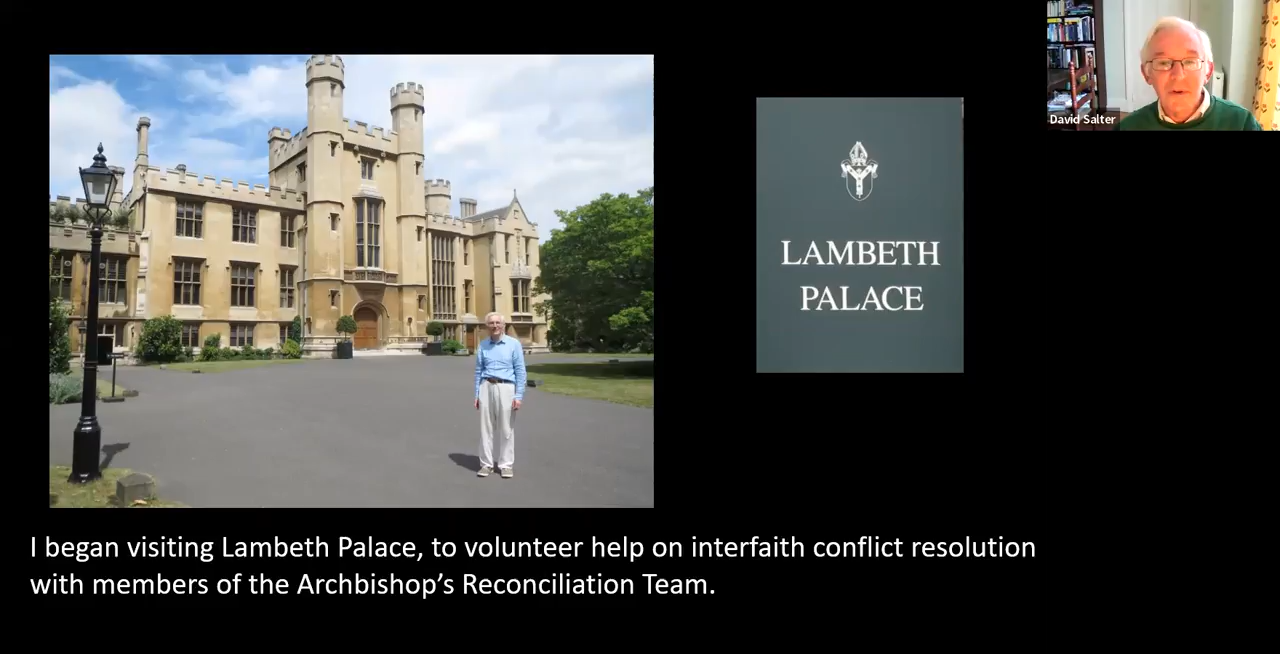 David Salter
LAMBETH
PALACE
I began visiting Lambeth Palace, to volunteer help on interfaith conflict resolution
with members of the Archbishop’s Reconciliation Team.